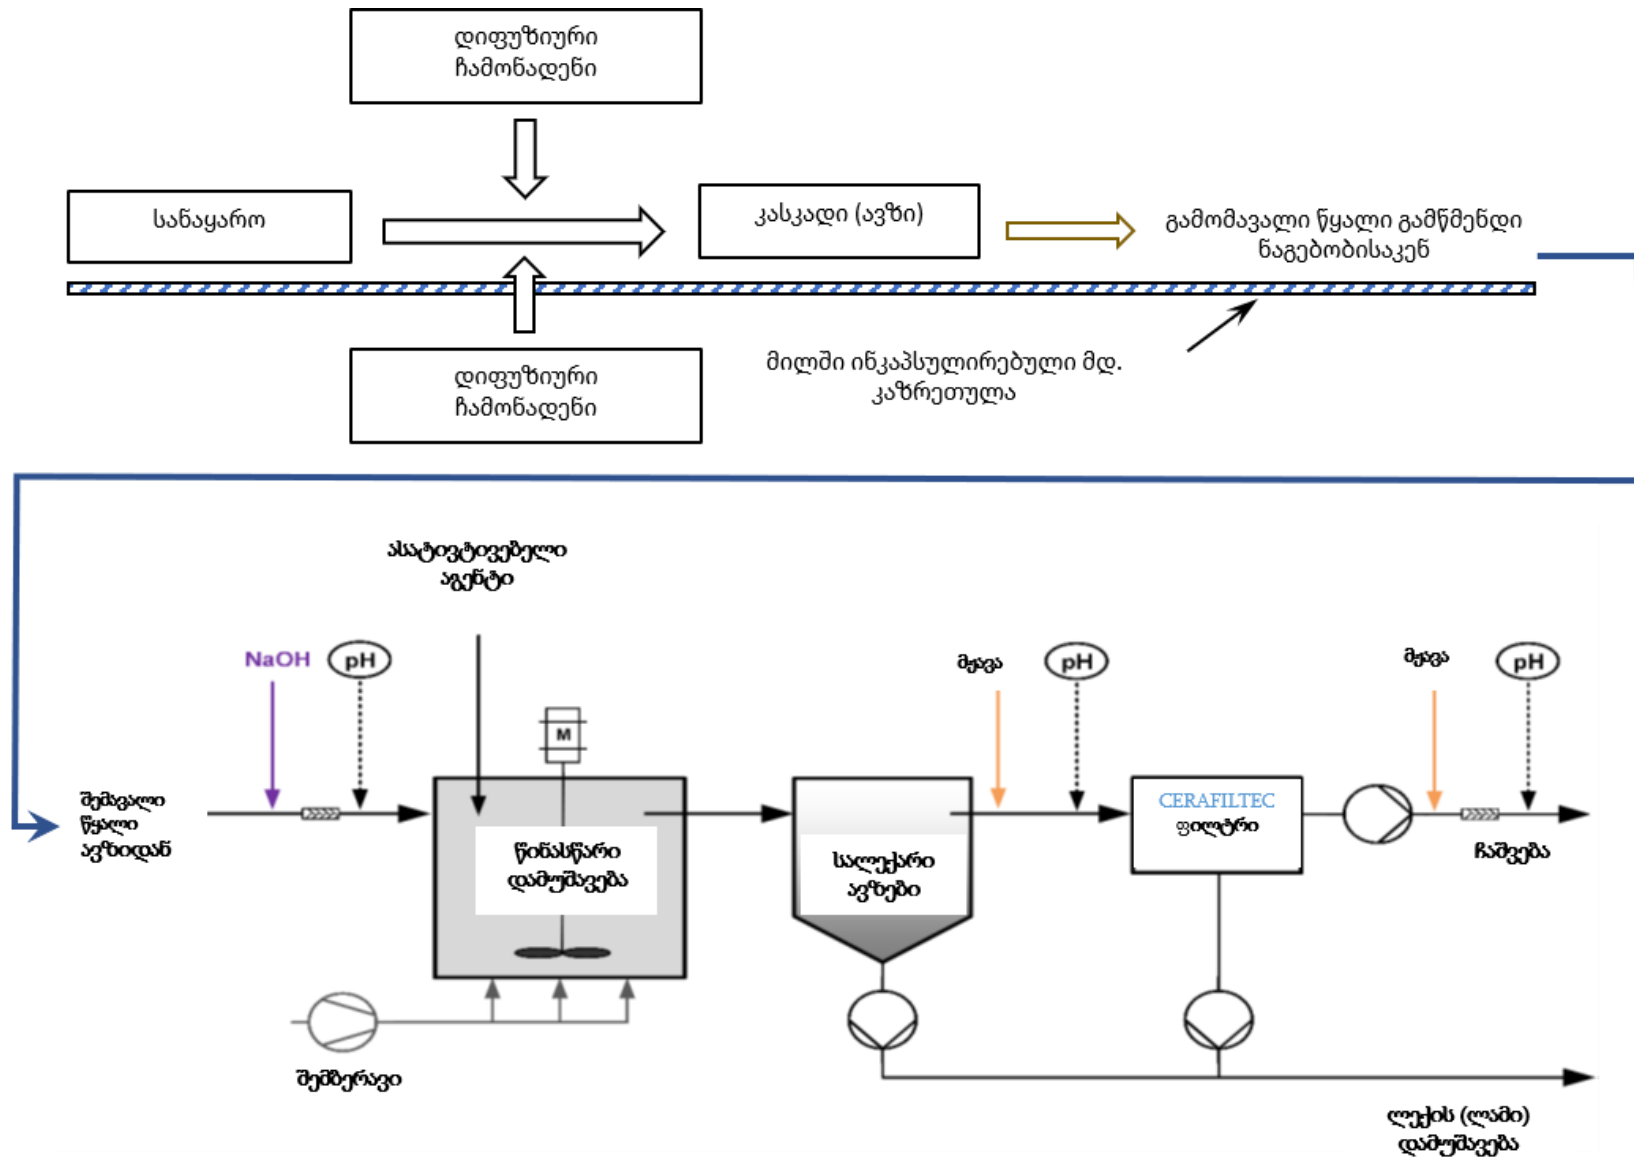 დიფუზიური
ჩამონადენი
სანაყარო
კასკადი (ავზი)
გამომავალი წყალი გამწმენდი
ნაგებობისაკენ
დიფუზიური
ჩამონადენი
მილში ინკაპსულირებული მდ.
კაზრეთულა
ასატივტივებელი
აგენტი
NaOH
pH
მჟავა
pH
მჟავა
pH
M
შემავალი
წყალი
ავზიდან
წინასწარი
დამუშავება
სალექარი
ავზები
CERAFILTEC
ფილტრი
ჩაშვება
შემბერავი
ლექის (ლამი)
დამუშავება